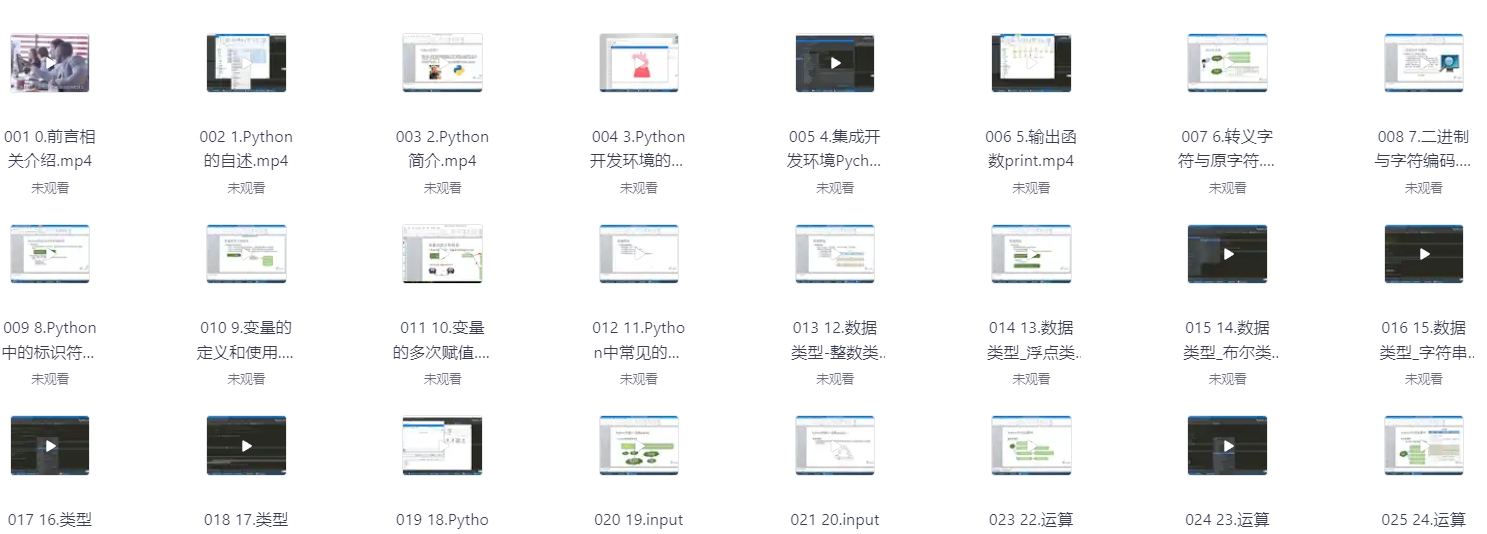 001 0.前言相
关介绍.mp4
未观看
002 1.Python
的自述.mp4
未观看
003 2.Python
简介.mp4
未观看
004 3.Python
开发环境的...
未观看
005 4.集成开
发环境Pych...
未观看
006 5.输出函
数print.mp4
未观看
007 6.转义字
符与原字符....
未观看
008 7.二进制
与字符编码....
未观看
009 8.Python
中的标识符...
未观看
010 9.变量的
定义和使用....
未观看
011 10.变量
的多次赋值....
未观看
012 11.Pytho
n中常见的...
未观看
013 12.数据
类型-整数类..
未观看
014 13.数据
类型_浮点类..
未观看
015 14.数据
类型_布尔类..
未观看
016 15.数据
类型_字符串..
未观看
017 16.类型
018 17.类型
019 18.Pytho
020 19.input
021 20.input
023 22.运算
024 23.运算
025 24.运算